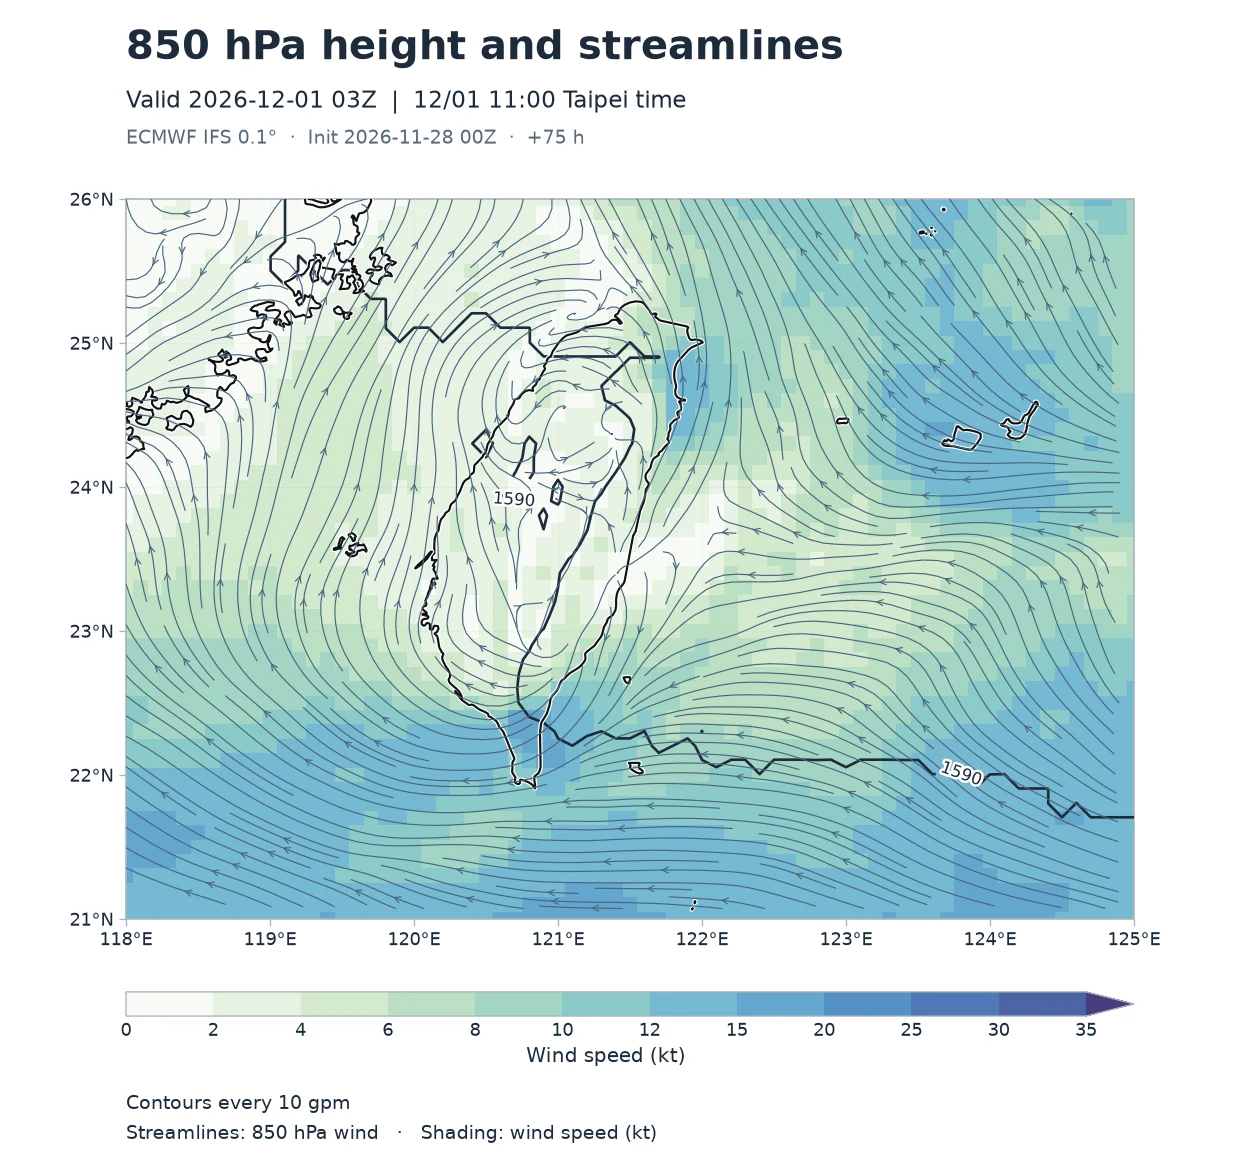 850 hPa height and streamlines
Valid 2026-12-01 03Z | 12/01 11:00 Taipei time
ECMWF IFS 0.1° · Init 2026-11-28 00Z · +75 h
26°N
25°N
24°N
23°N
22°N
21°N
1590
1590
118°E 119°E 120°E 121°E 122°E 123°E 124°E 125°E
0 2 4 6 8 10 12 15 20 25 30 35
Wind speed (kt)
Contours every 10 gpm
Streamlines: 850 hPa wind · Shading: wind speed (kt)